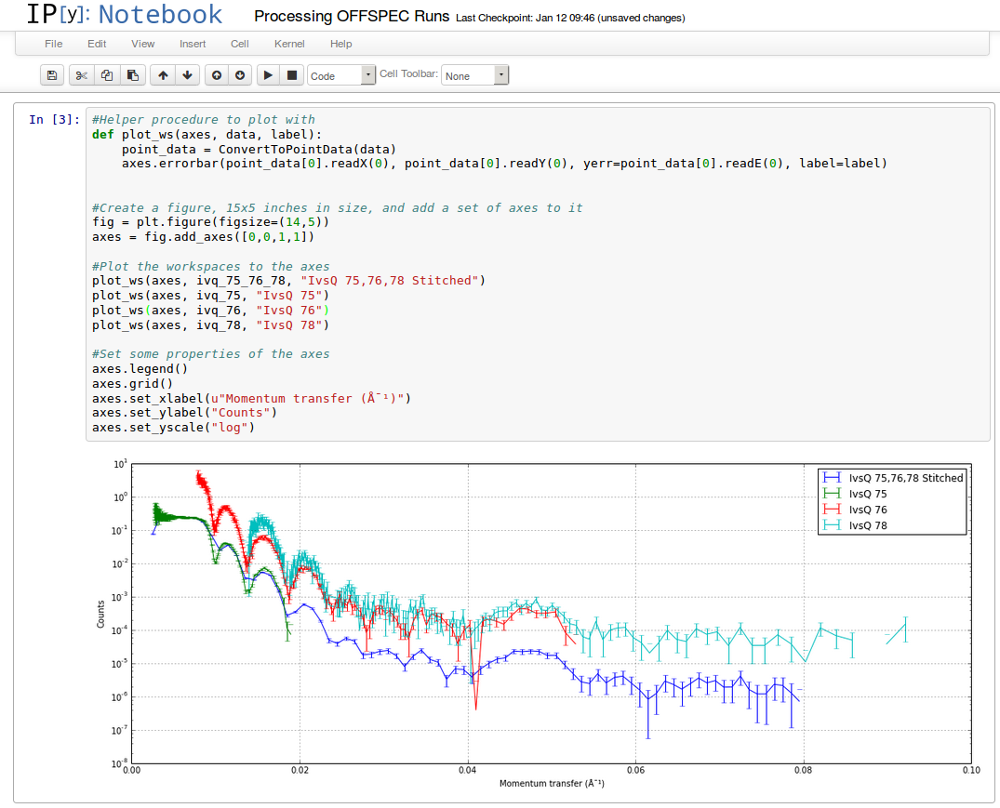 IP[y]: Notebook Processing OFFSPEC Runs Last Checkpoint: Jan 12 09:46 (unsaved changes)
File Edit View Insert Cell Kernel Help
Code Cell Toolbar: None
In [3]: #Helper procedure to plot with
def plot_ws(axes, data, label):
    point_data = ConvertToPointData(data)
    axes.errorbar(point_data[0].readX(0), point_data[0].readY(0), yerr=point_data[0].readE(0), label=label)
#Create a figure, 15x5 inches in size, and add a set of axes to it
fig = plt.figure(figsize=(14,5))
axes = fig.add_axes([0,0,1,1])
#Plot the workspaces to the axes
plot_ws(axes, ivq_75_76_78, "IvsQ 75,76,78 Stitched")
plot_ws(axes, ivq_75, "IvsQ 75")
plot_ws(axes, ivq_76, "IvsQ 76")
plot_ws(axes, ivq_78, "IvsQ 78")
#Set some properties of the axes
axes.legend()
axes.grid()
axes.set_xlabel(u"Momentum transfer (Å⁻¹)")
axes.set_ylabel("Counts")
axes.set_yscale("log")
10¹
10⁰
10⁻¹
10⁻²
10⁻³
10⁻⁴
10⁻⁵
10⁻⁶
10⁻⁷
10⁻⁸
Counts
IvsQ 75,76,78 Stitched
IvsQ 75
IvsQ 76
IvsQ 78
0.00 0.02 0.04 0.06 0.08 0.10
Momentum transfer (Å⁻¹)